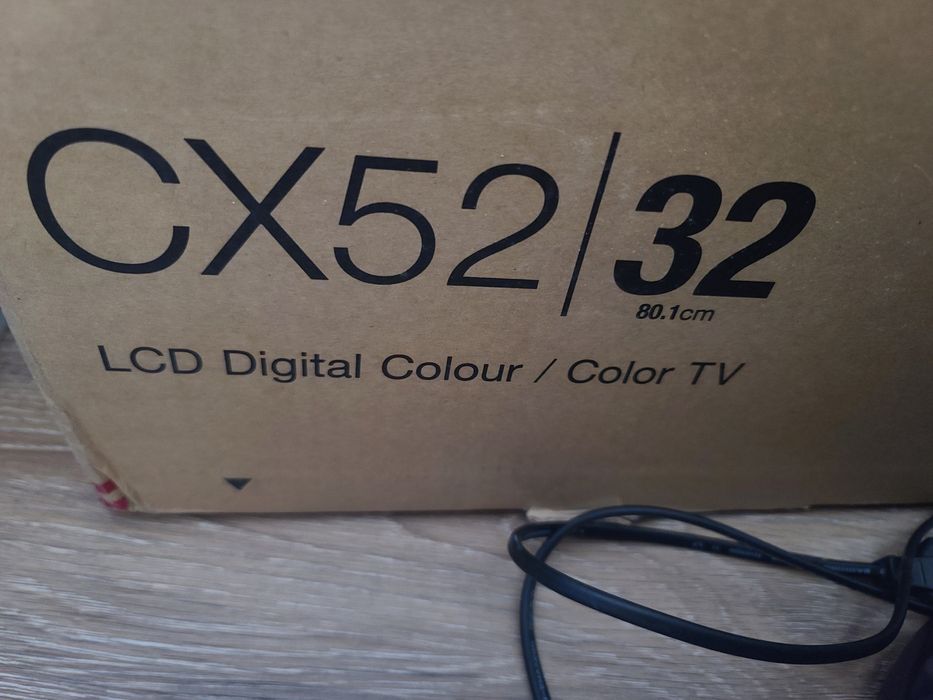 CX52/32
80.1cm
LCD Digital Colour / Color TV